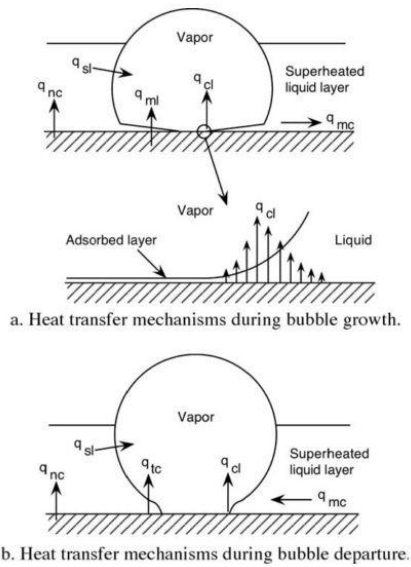 Vapor
q sl
q cl
Superheated
liquid layer
q nc
q ml
q mc
Vapor
q cl
Adsorbed layer
Liquid
a. Heat transfer mechanisms during bubble growth.
Vapor
q sl
Superheated
liquid layer
q nc
q tc
q cl
q mc
b. Heat transfer mechanisms during bubble departure.